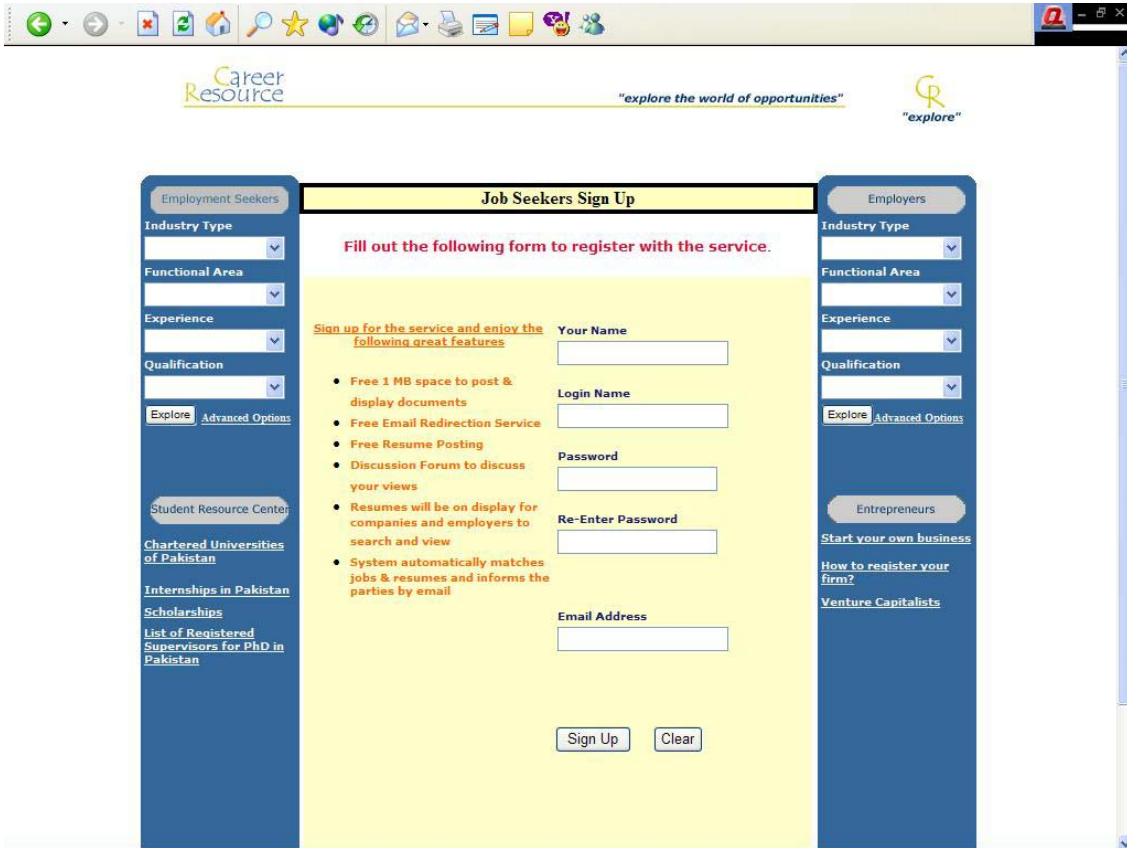 Career
Resource
"explore the world of opportunities"
CR
"explore"
Employment Seekers
Industry Type
Functional Area
Experience
Qualification
Explore Advanced Options
Student Resource Center
Chartered Universities
of Pakistan
Internships in Pakistan
Scholarships
List of Registered
Supervisors for PhD in
Pakistan
Job Seekers Sign Up
Fill out the following form to register with the service.
Sign up for the service and enjoy the
following great features
Free 1 MB space to post &
display documents
Free Email Redirection Service
Free Resume Posting
Discussion Forum to discuss
your views
Resumes will be on display for
companies and employers to
search and view
System automatically matches
jobs & resumes and informs the
parties by email
Your Name
Login Name
Password
Re-Enter Password
Email Address
Sign Up Clear
Employers
Industry Type
Functional Area
Experience
Qualification
Explore Advanced Options
Entrepreneurs
Start your own business
How to register your
firm?
Venture Capitalists